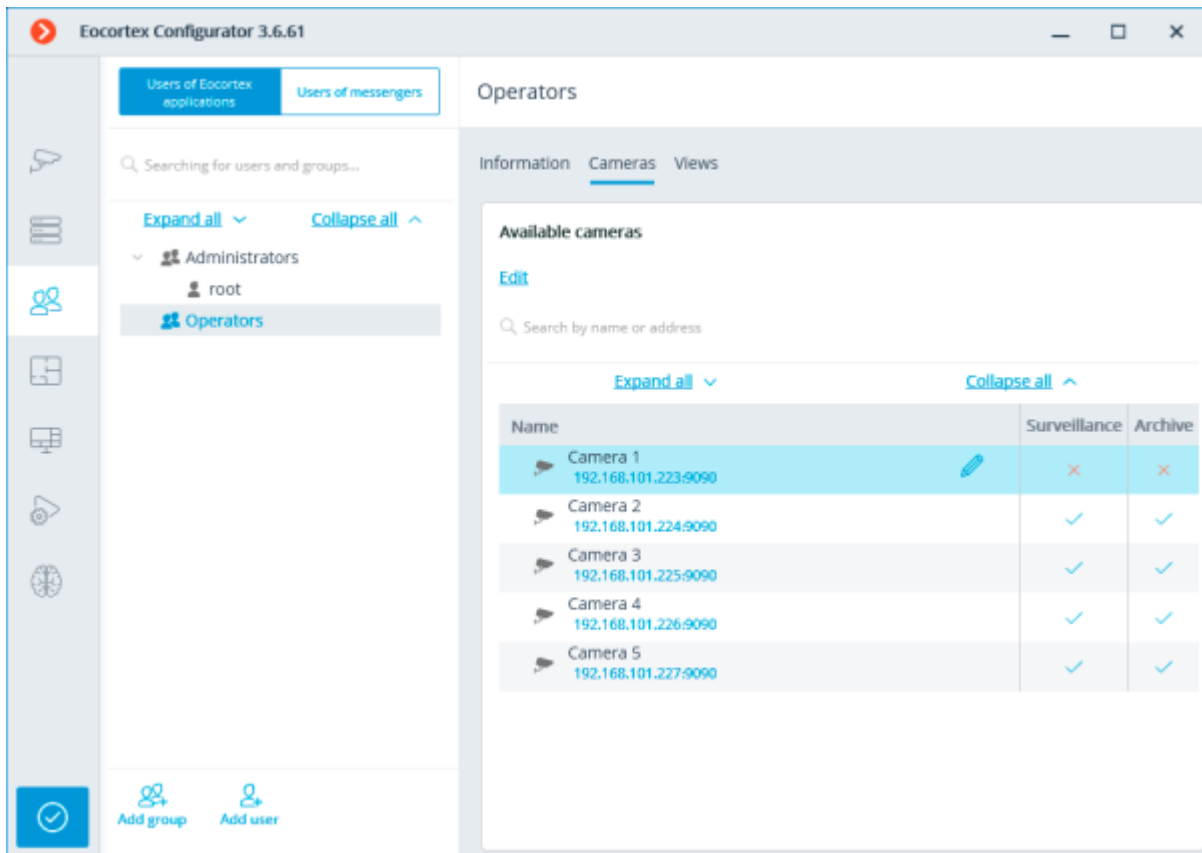 Eocortex Configurator 3.6.61
Users of Eocortex
applications
Users of messengers
Searching for users and groups...
Expand all
Collapse all
Administrators
root
Operators
Add group
Add user
Operators
Information Cameras Views
Available cameras
Edit
Search by name or address
Expand all
Collapse all
Name Surveillance Archive
Camera 1
192.168.101.223:9090
Camera 2
192.168.101.224:9090
Camera 3
192.168.101.225:9090
Camera 4
192.168.101.226:9090
Camera 5
192.168.101.227:9090